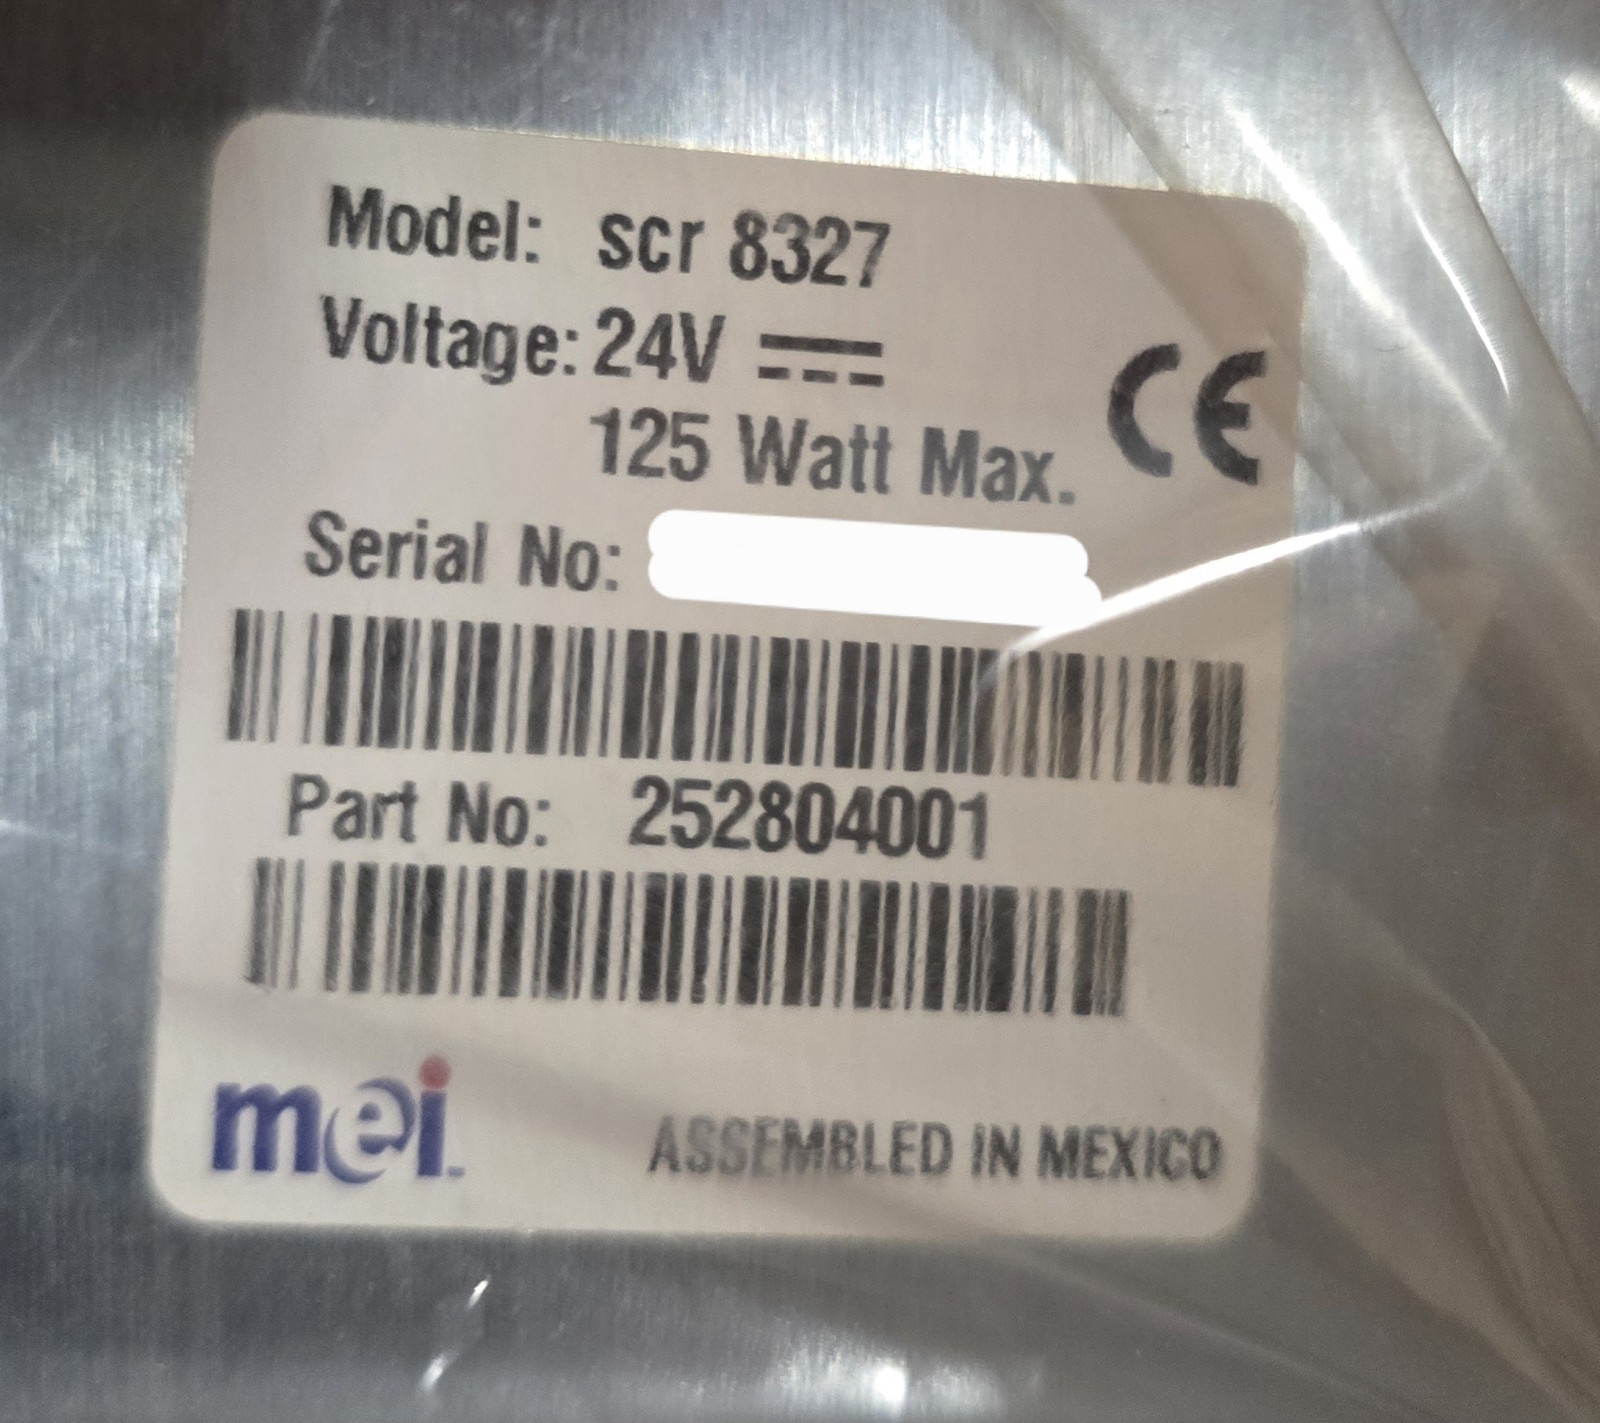 Model: scr 8327
Voltage: 24V
125 Watt Max.
CE
Serial No:
Part No: 252804001
mei
ASSEMBLED IN MEXICO